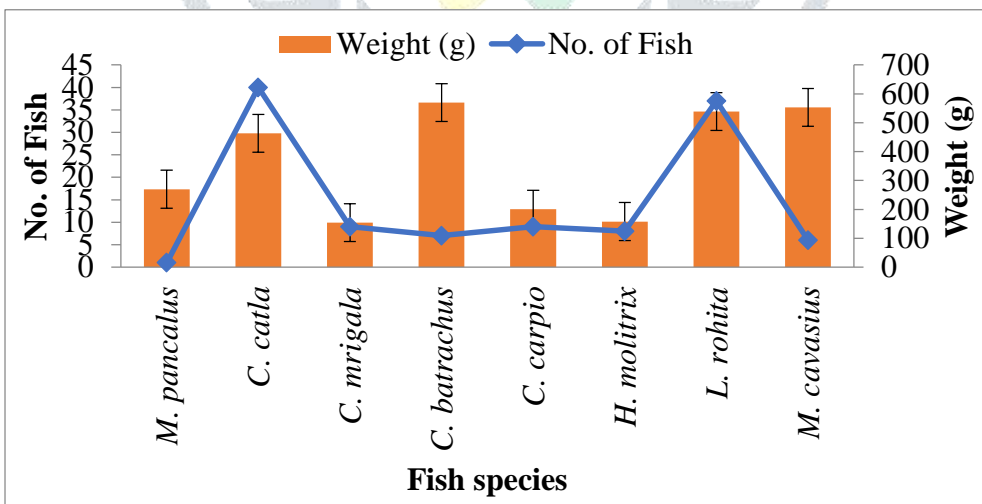 Weight (g) No. of Fish
No. of Fish
45
40
35
30
25
20
15
10
5
0
700
600
500
400
300
200
100
0
Weight (g)
M. pancalus
C. catla
C. mrigala
C. batrachus
C. carpio
H. molitrix
L. rohita
M. cavasius
Fish species